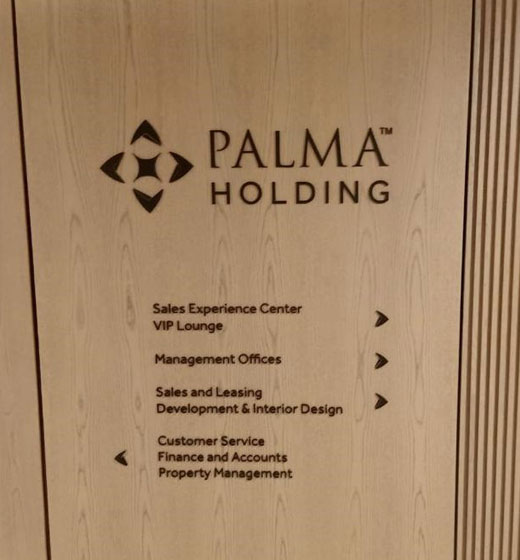 PALMA™
HOLDING
Sales Experience Center
VIP Lounge
Management Offices
Sales and Leasing
Development & Interior Design
Customer Service
Finance and Accounts
Property Management